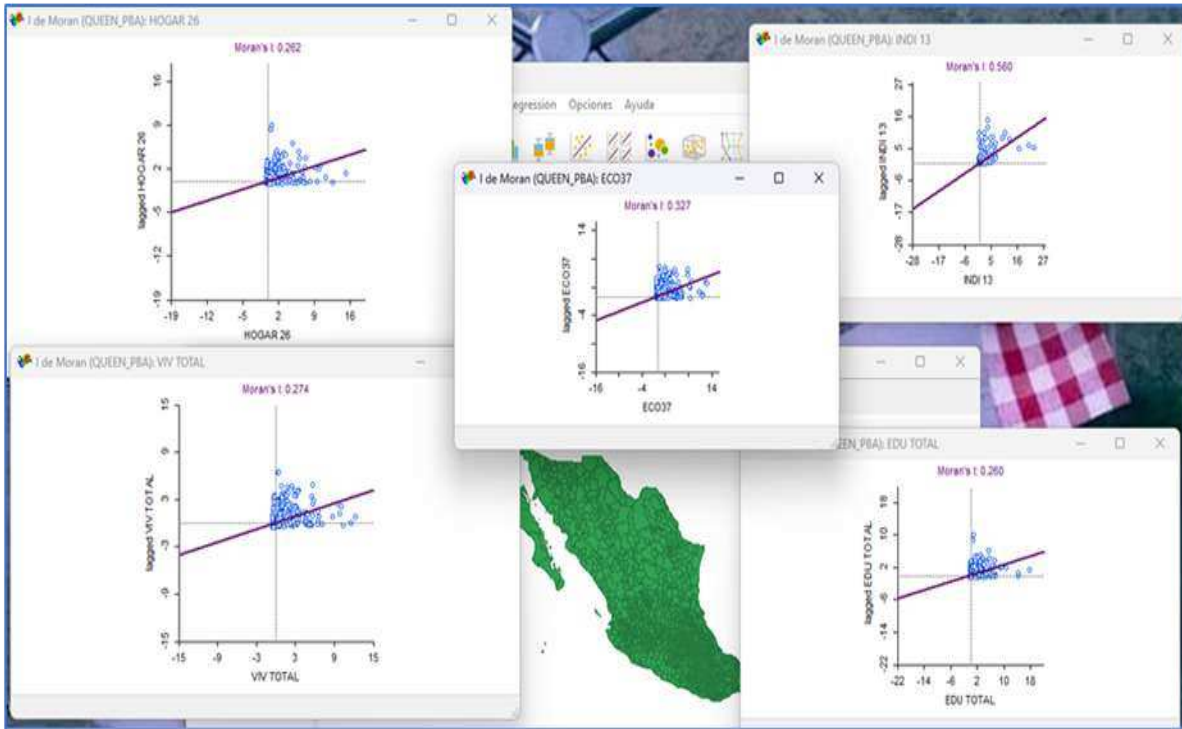 I de Moran (QUEEN_PBA): HOGAR 26
Moran's I: 0.262
lagged HOGAR 26
16
9
2
-5
-12
-19
-19 -12 -5 2 9 16
HOGAR 26
I de Moran (QUEEN_PBA): INDI 13
Moran's I: 0.560
lagged INDI 13
27
16
5
-6
-17
-28
-28 -17 -6 5 16 27
INDI 13
egression Opciones Ayuda
I de Moran (QUEEN_PBA): ECO37
Moran's I: 0.327
lagged ECO37
14
-4
-16
-16 -4 14
ECO37
I de Moran (QUEEN_PBA): VIV TOTAL
Moran's I: 0.274
lagged VIV TOTAL
15
9
3
-3
-9
-15
-15 -9 -3 3 9 15
VIV TOTAL
EEN_PBA): EDU TOTAL
Moran's I: 0.260
lagged EDU TOTAL
18
10
2
-6
-14
-22
-22 -14 -6 2 10 18
EDU TOTAL